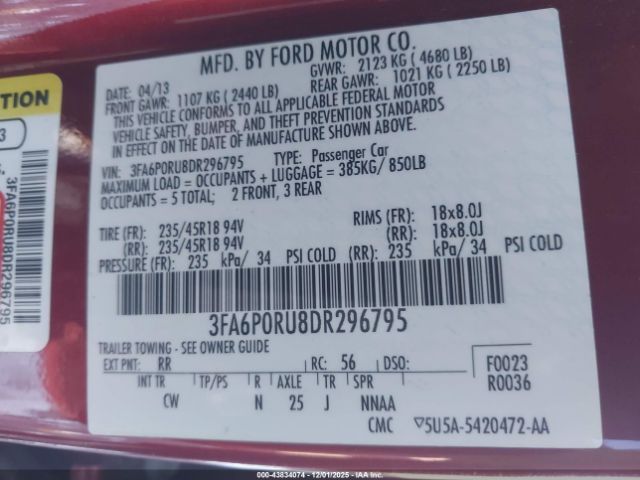 MFD. BY FORD MOTOR CO.
DATE: 04/13 GVWR: 2123 KG ( 4680 LB)
FRONT GAWR: 1107 KG ( 2440 LB) REAR GAWR: 1021 KG ( 2250 LB)
THIS VEHICLE CONFORMS TO ALL APPLICABLE FEDERAL MOTOR
VEHICLE SAFETY, BUMPER, AND THEFT PREVENTION STANDARDS
IN EFFECT ON THE DATE OF MANUFACTURE SHOWN ABOVE.
VIN: 3FA6P0RU8DR296795 TYPE: Passenger Car
MAXIMUM LOAD = OCCUPANTS + LUGGAGE = 385KG/ 850LB
OCCUPANTS = 5 TOTAL; 2 FRONT, 3 REAR
TIRE (FR): 235/45R18 94V RIMS (FR): 18x8.0J
(RR): 235/45R18 94V (RR): 18x8.0J
PRESSURE (FR): 235 kPa/ 34 PSI COLD (RR): 235 kPa/ 34 PSI COLD
3FA6P0RU8DR296795
TRAILER TOWING - SEE OWNER GUIDE
EXT PNT: RR RC: 56 DSO: F0023
R0036
INT TR TP/PS R AXLE TR SPR
CW N 25 J NNAA
CMC ▽5U5A-5420472-AA
TION
3
3FA6P0RU8DR296795
000-43834074 > 12/01/2025 - IAA, Inc.